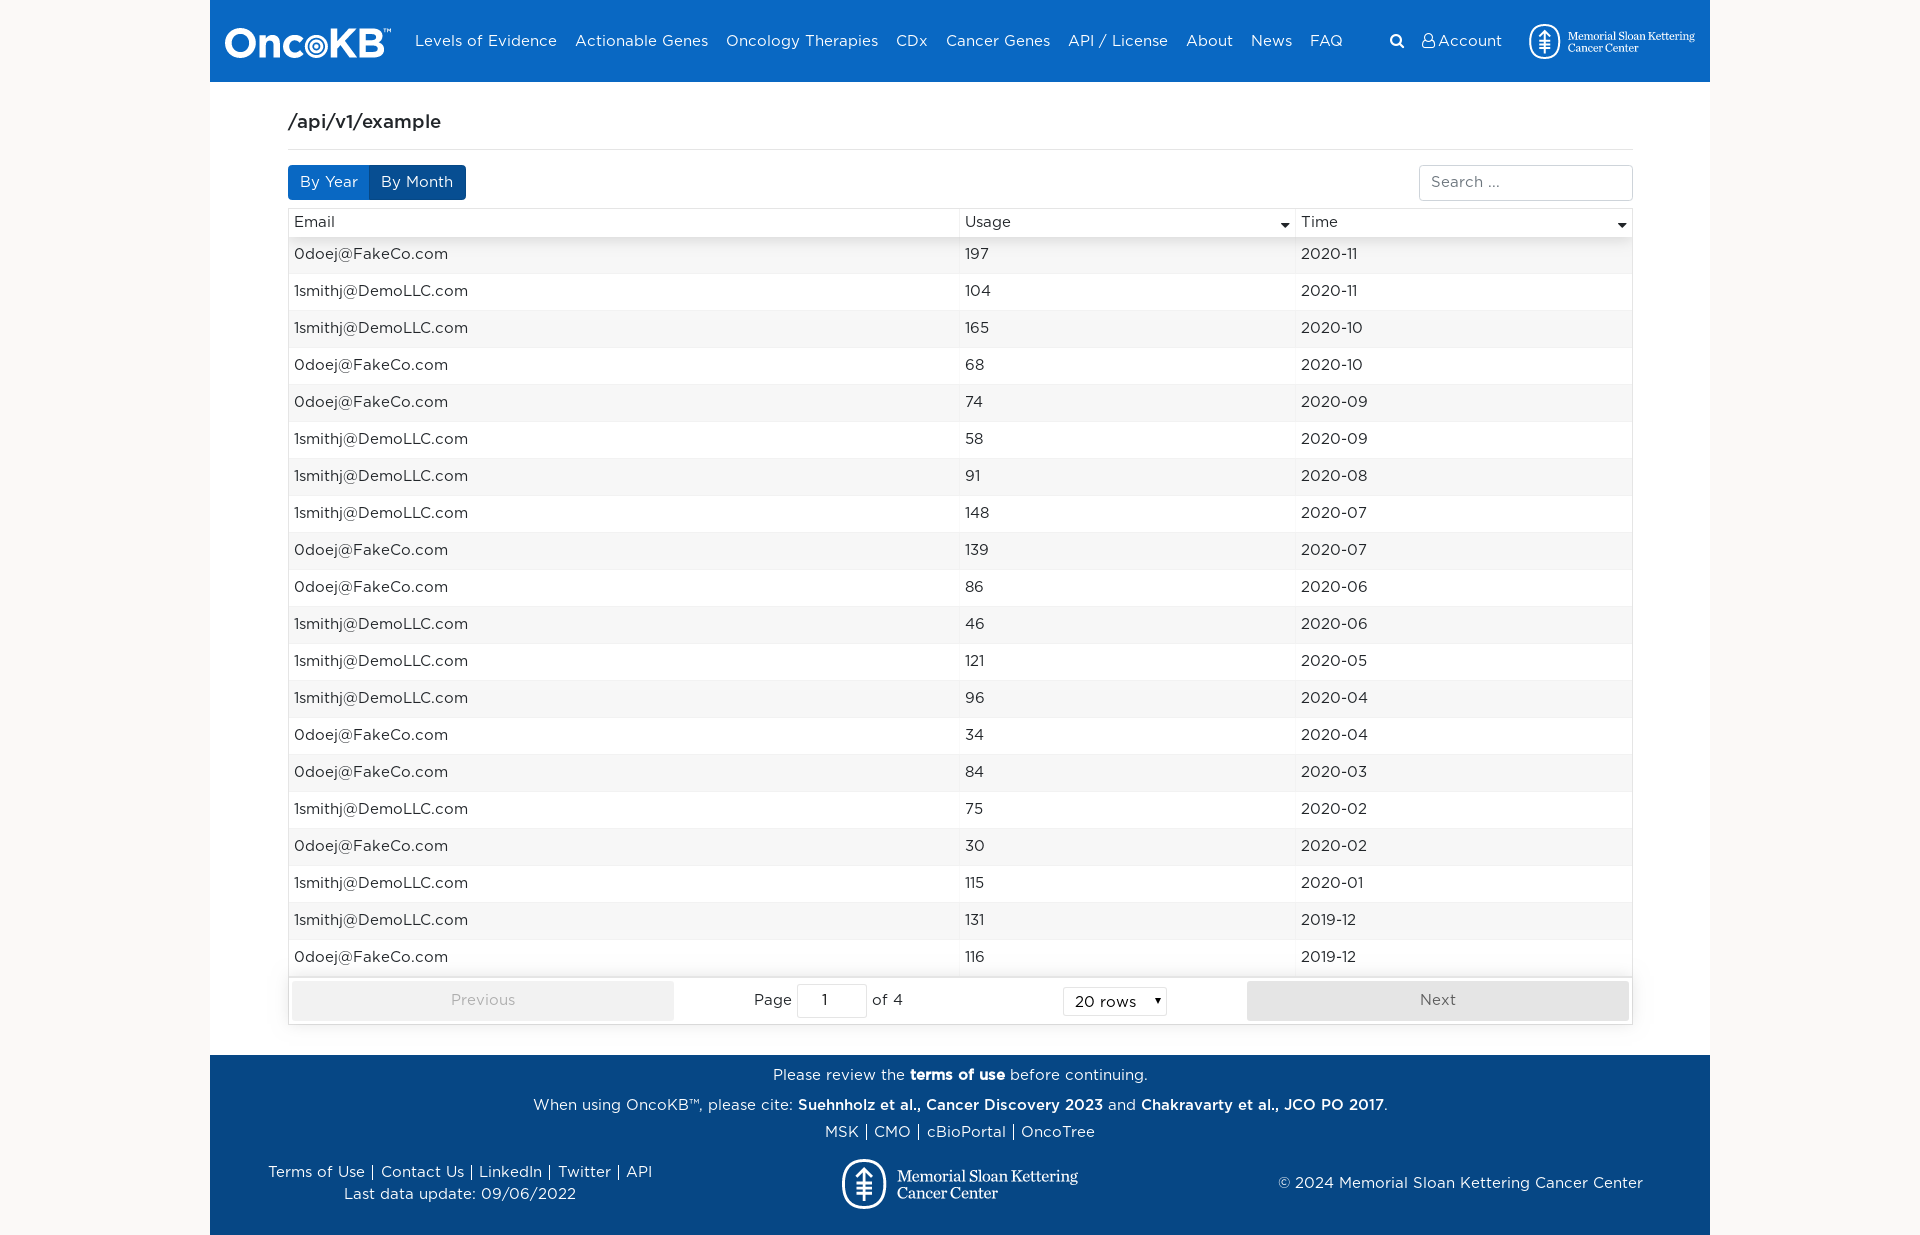 OncoKB™ Levels of Evidence Actionable Genes Oncology Therapies CDx Cancer Genes API / License About News FAQ Account Memorial Sloan Kettering
Cancer Center
/api/v1/example
By Year By Month Search ...
Email Usage Time
0doej@FakeCo.com 197 2020-11
1smithj@DemoLLC.com 104 2020-11
1smithj@DemoLLC.com 165 2020-10
0doej@FakeCo.com 68 2020-10
0doej@FakeCo.com 74 2020-09
1smithj@DemoLLC.com 58 2020-09
1smithj@DemoLLC.com 91 2020-08
1smithj@DemoLLC.com 148 2020-07
0doej@FakeCo.com 139 2020-07
0doej@FakeCo.com 86 2020-06
1smithj@DemoLLC.com 46 2020-06
1smithj@DemoLLC.com 121 2020-05
1smithj@DemoLLC.com 96 2020-04
0doej@FakeCo.com 34 2020-04
0doej@FakeCo.com 84 2020-03
1smithj@DemoLLC.com 75 2020-02
0doej@FakeCo.com 30 2020-02
1smithj@DemoLLC.com 115 2020-01
1smithj@DemoLLC.com 131 2019-12
0doej@FakeCo.com 116 2019-12
Previous Page 1 of 4 20 rows Next
Please review the terms of use before continuing.
When using OncoKB™, please cite: Suehnholz et al., Cancer Discovery 2023 and Chakravarty et al., JCO PO 2017.
MSK | CMO | cBioPortal | OncoTree
Terms of Use | Contact Us | LinkedIn | Twitter | API
Last data update: 09/06/2022
Memorial Sloan Kettering
Cancer Center
© 2024 Memorial Sloan Kettering Cancer Center